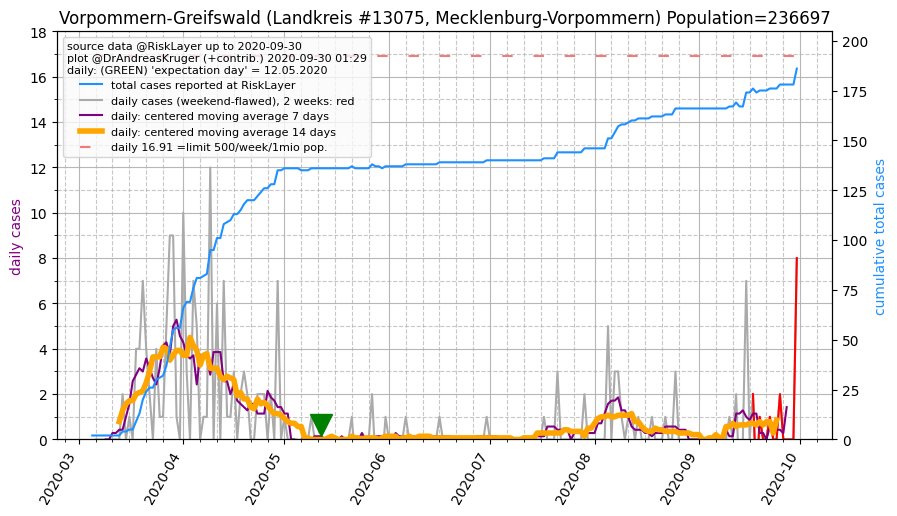 Vorpommern-Greifswald (Landkreis #13075, Mecklenburg-Vorpommern) Population=236697
source data @RiskLayer up to 2020-09-30
plot @DrAndreasKruger (+contrib.) 2020-09-30 01:29
daily: (GREEN) 'expectation day' = 12.05.2020
total cases reported at RiskLayer
daily cases (weekend-flawed), 2 weeks: red
daily: centered moving average 7 days
daily: centered moving average 14 days
daily 16.91 =limit 500/week/1mio pop.
daily cases
18
16
14
12
10
8
6
4
2
0
200
175
150
125
100
75
50
25
0
cumulative total cases
2020-03
2020-04
2020-05
2020-06
2020-07
2020-08
2020-09
2020-10